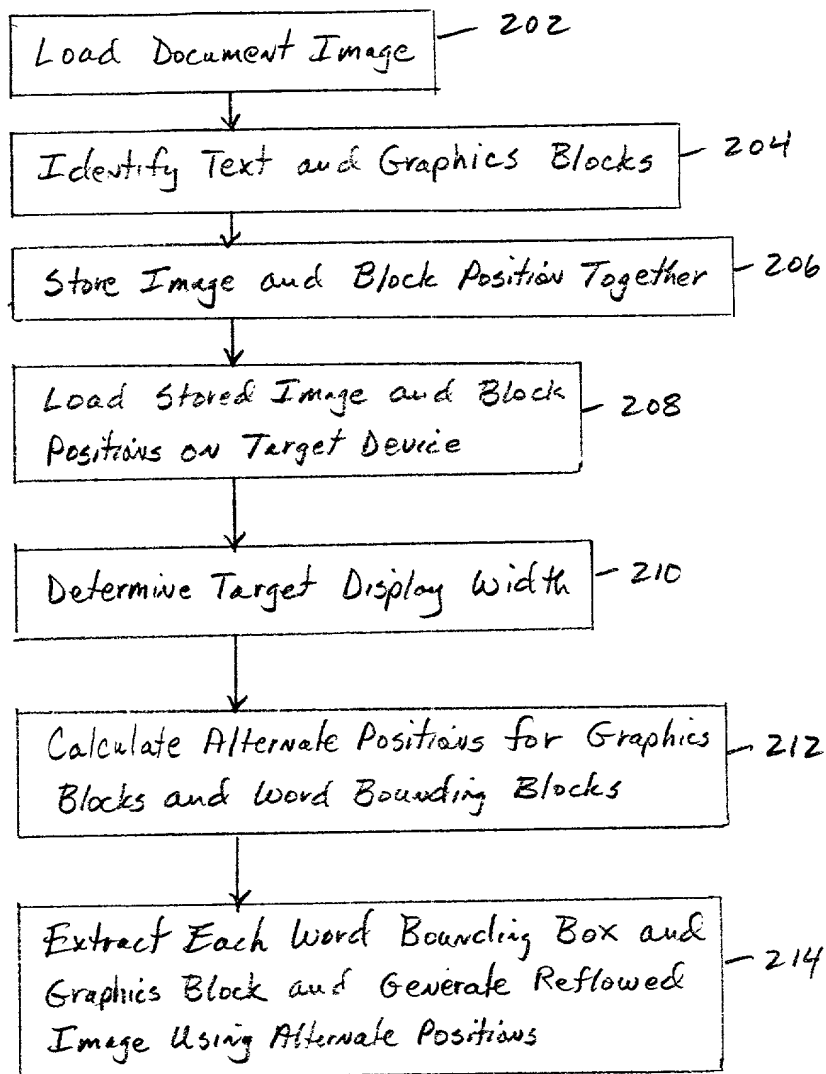 Load Document Image
202
Identify Text and Graphics Blocks
204
Store Image and Block Position Together
206
Load Stored Image and Block
Positions on Target Device
208
Determine Target Display Width
210
Calculate Alternate Positions for Graphics
Blocks and Word Bounding Blocks
212
Extract Each Word Bounding Box and
Graphics Block and Generate Reflowed
Image Using Alternate Positions
214